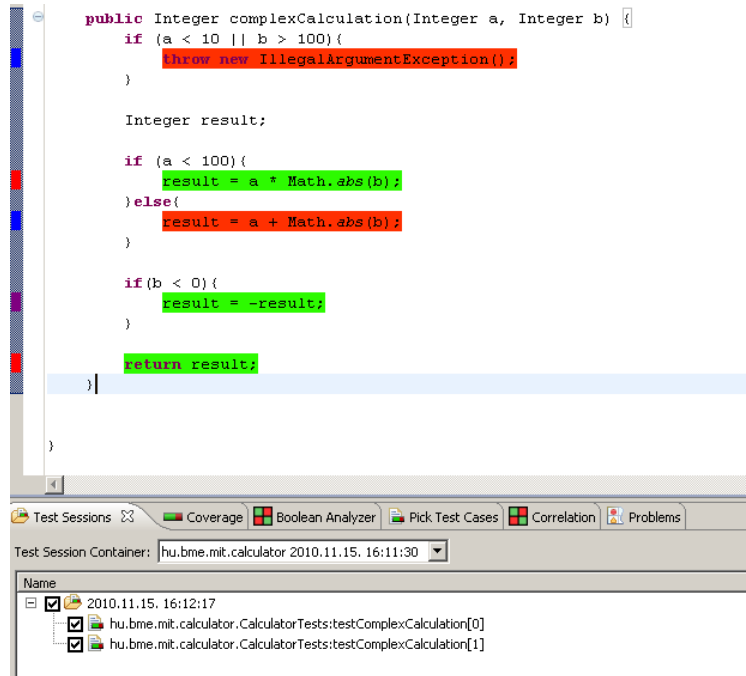 public Integer complexCalculation(Integer a, Integer b) {
if (a < 10 || b > 100){
throw new IllegalArgumentException();
}
Integer result;
if (a < 100){
result = a * Math.abs(b);
}else{
result = a + Math.abs(b);
}
if(b < 0){
result = -result;
}
return result;
}
}
Test Sessions Coverage Boolean Analyzer Pick Test Cases Correlation Problems
Test Session Container: hu.bme.mit.calculator 2010.11.15. 16:11:30
Name
2010.11.15. 16:12:17
hu.bme.mit.calculator.CalculatorTests:testComplexCalculation[0]
hu.bme.mit.calculator.CalculatorTests:testComplexCalculation[1]